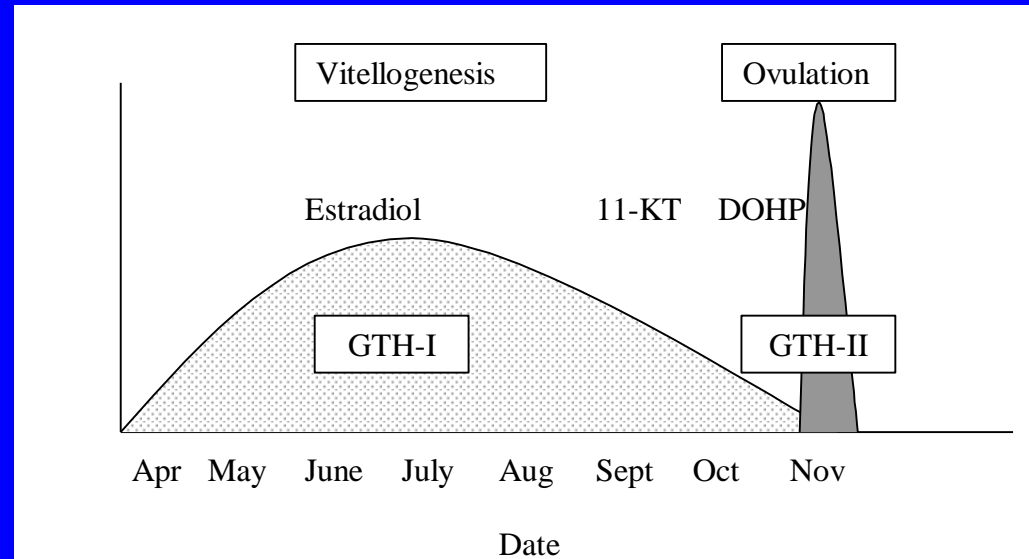 Vitellogenesis Ovulation
Estradiol 11-KT DOHP
GTH-I GTH-II
Apr May June July Aug Sept Oct Nov
Date